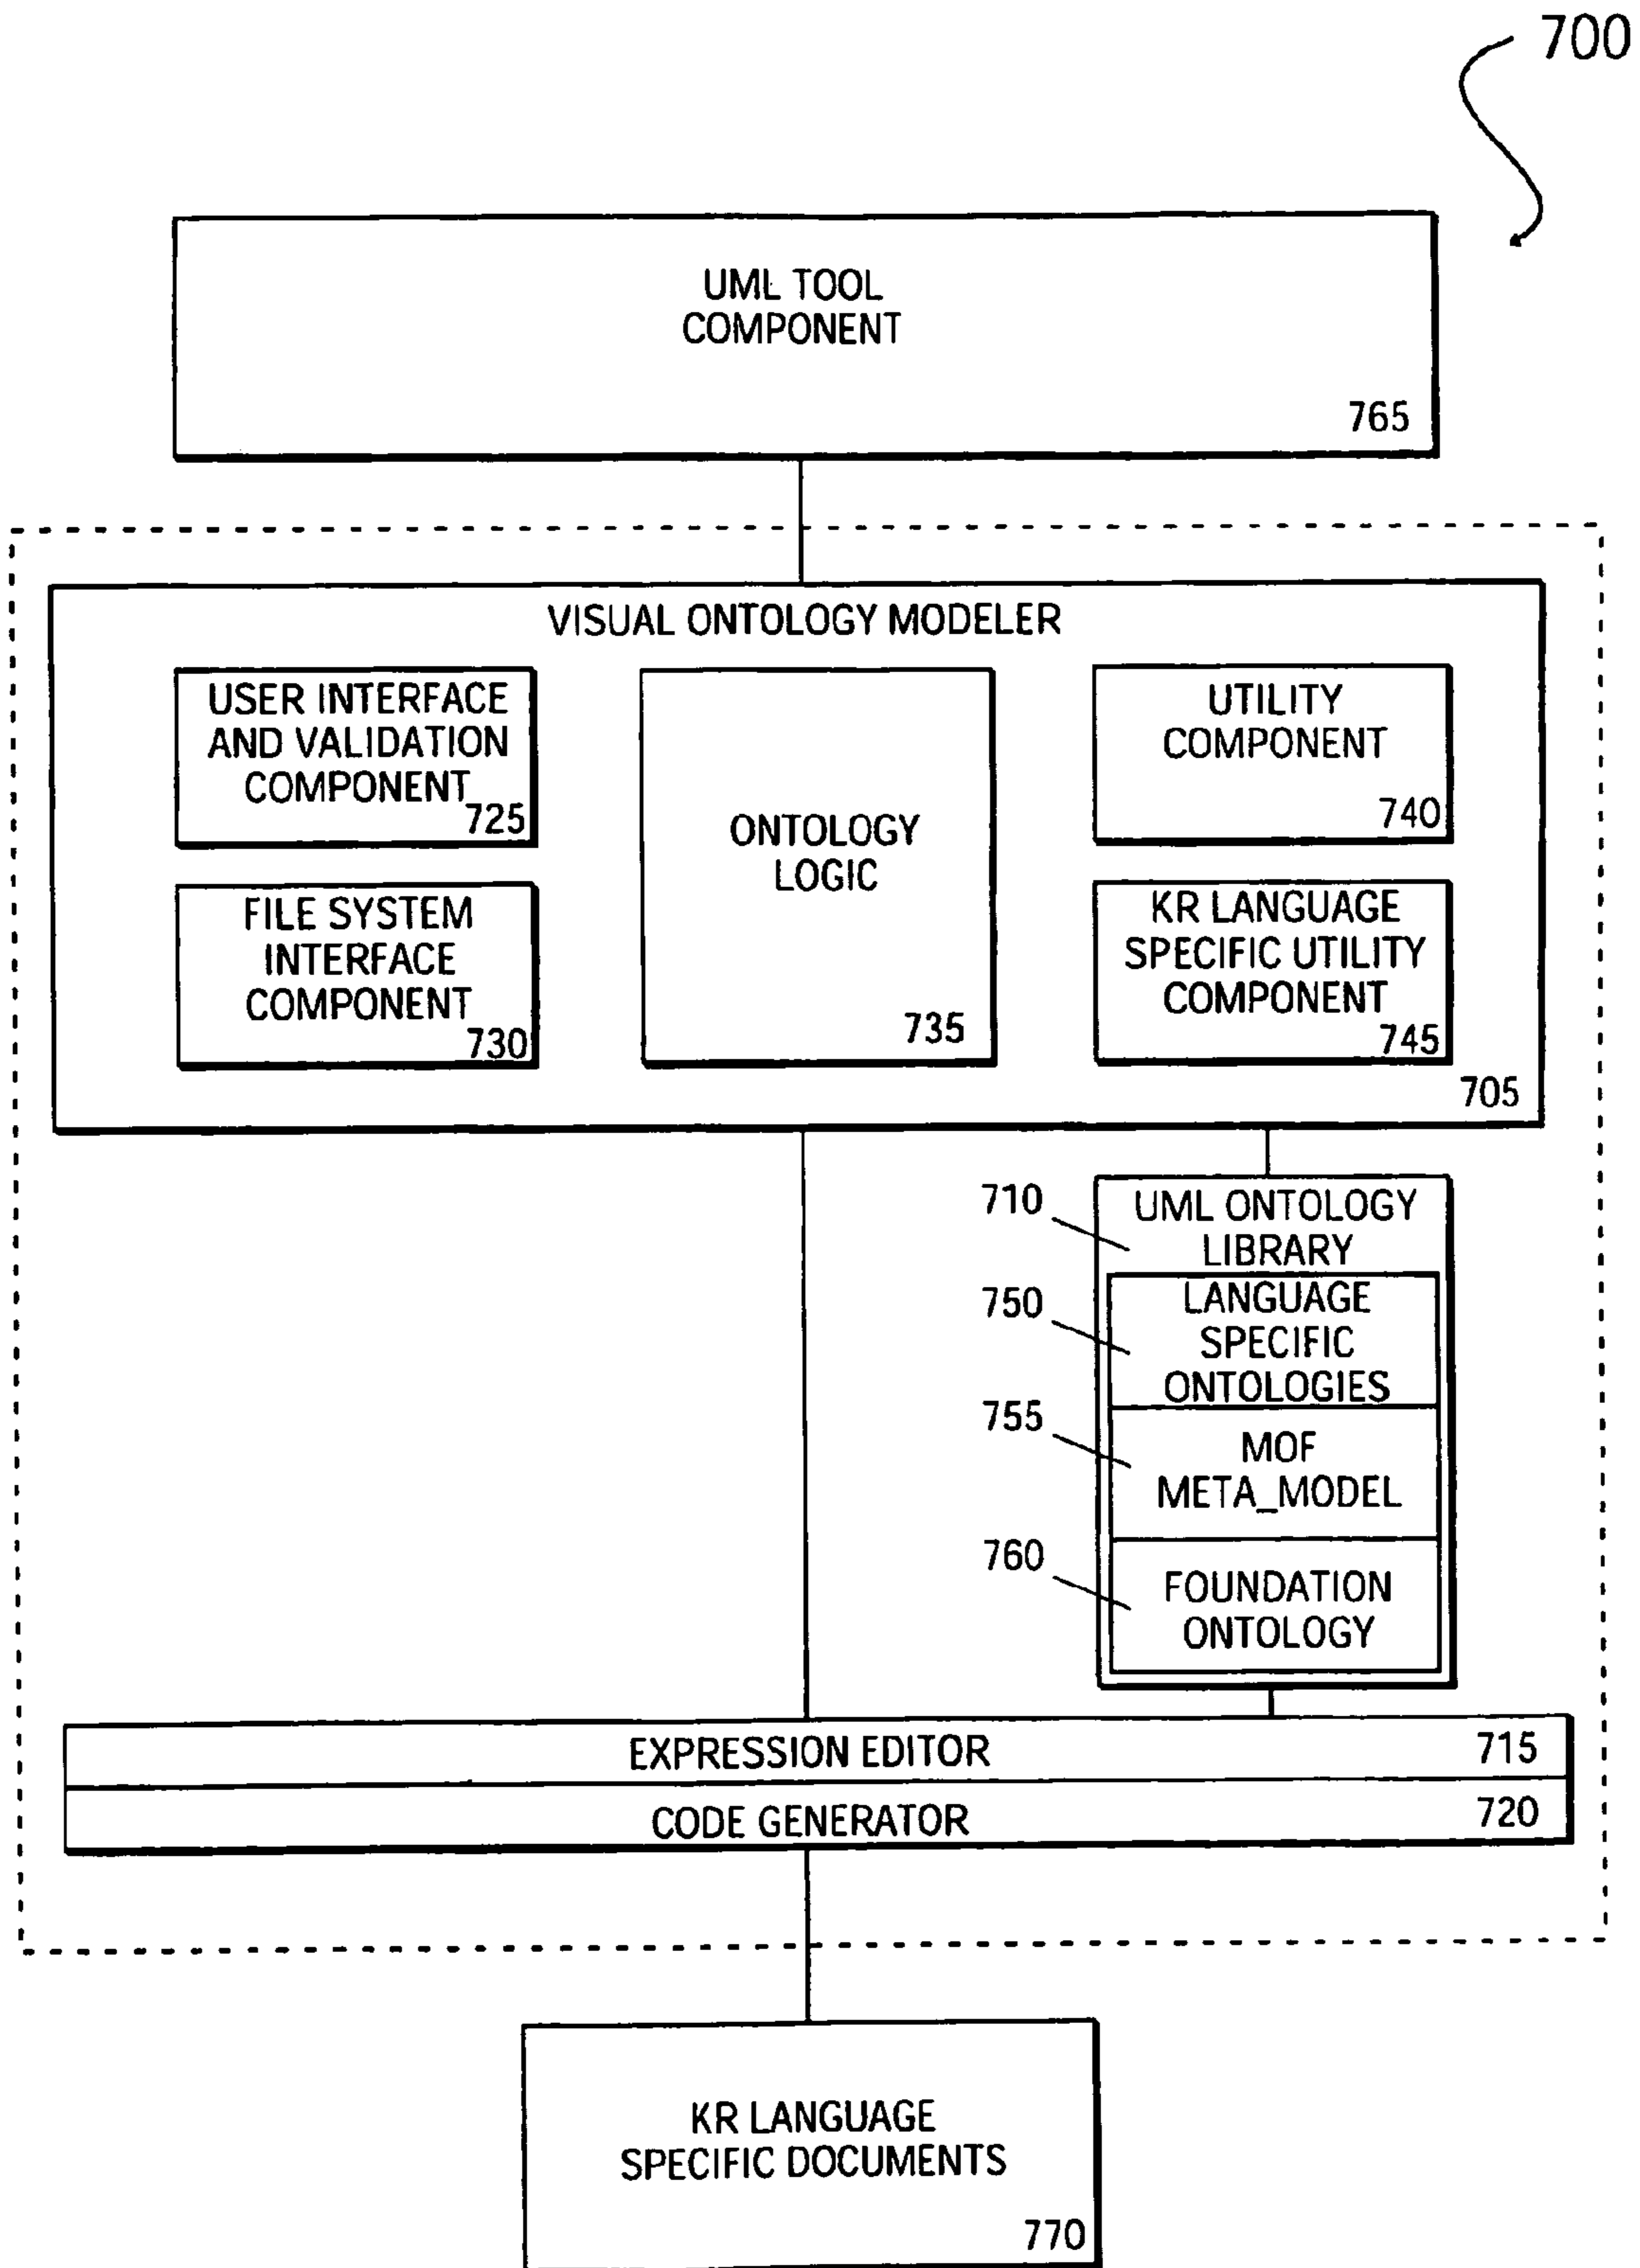 700
UML TOOL
COMPONENT
765
VISUAL ONTOLOGY MODELER
USER INTERFACE
AND VALIDATION
COMPONENT
725
FILE SYSTEM
INTERFACE
COMPONENT
730
ONTOLOGY
LOGIC
735
UTILITY
COMPONENT
740
KR LANGUAGE
SPECIFIC UTILITY
COMPONENT
745
705
710
UML ONTOLOGY
LIBRARY
750
LANGUAGE
SPECIFIC
ONTOLOGIES
755
MOF
META_MODEL
760
FOUNDATION
ONTOLOGY
EXPRESSION EDITOR
715
CODE GENERATOR
720
KR LANGUAGE
SPECIFIC DOCUMENTS
770